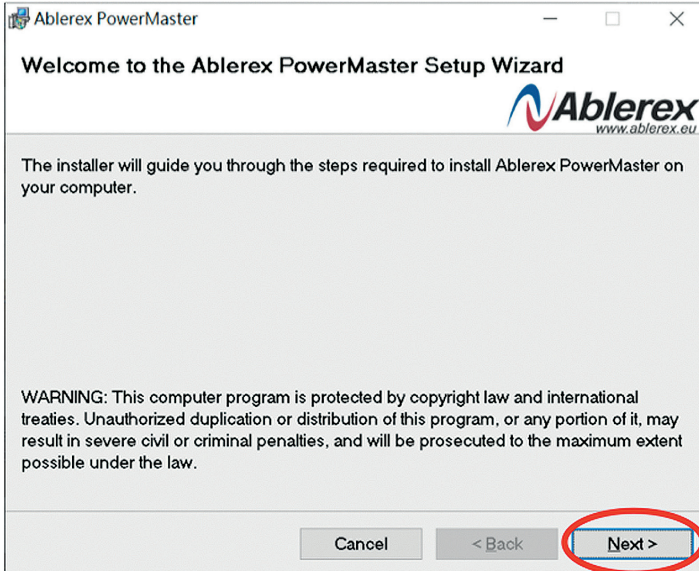 Ablerex PowerMaster
Welcome to the Ablerex PowerMaster Setup Wizard
Ablerex
www.ablerex.eu
The installer will guide you through the steps required to install Ablerex PowerMaster on
your computer.
WARNING: This computer program is protected by copyright law and international
treaties. Unauthorized duplication or distribution of this program, or any portion of it, may
result in severe civil or criminal penalties, and will be prosecuted to the maximum extent
possible under the law.
Cancel < Back Next >